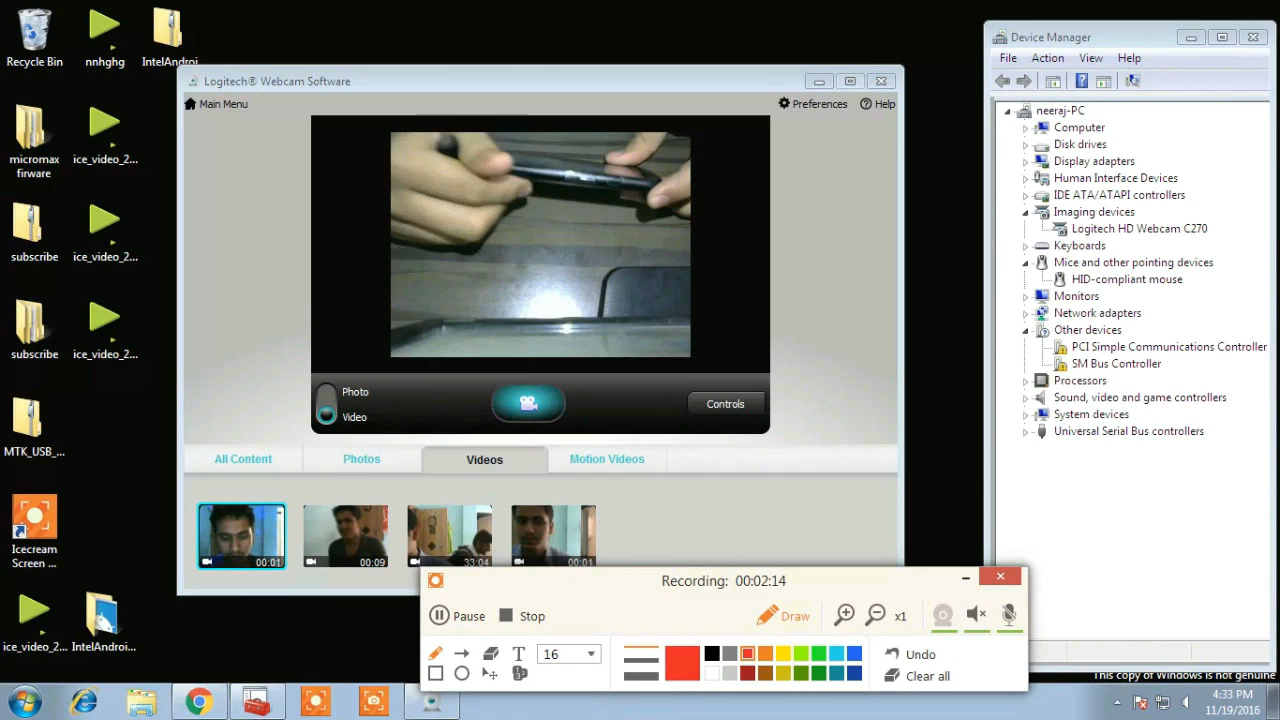 Recycle Bin
nnhghg
IntelAndroi...
micromax
firware
ice_video_2...
subscribe
ice_video_2...
subscribe
ice_video_2...
MTK_USB_...
Icecream
Screen ...
ice_video_2...
IntelAndroi...
Logitech® Webcam Software
Main Menu
Preferences
Help
Photo
Video
Controls
All Content
Photos
Videos
Motion Videos
00:01
00:09
33:04
00:01
Device Manager
File Action View Help
neeraj-PC
Computer
Disk drives
Display adapters
Human Interface Devices
IDE ATA/ATAPI controllers
Imaging devices
Logitech HD Webcam C270
Keyboards
Mice and other pointing devices
HID-compliant mouse
Monitors
Network adapters
Other devices
PCI Simple Communications Controller
SM Bus Controller
Processors
Sound, video and game controllers
System devices
Universal Serial Bus controllers
Recording: 00:02:14
Pause
Stop
Draw
x1
T
16
Undo
Clear all
This copy of Windows is not genuine
4:33 PM
11/19/2016